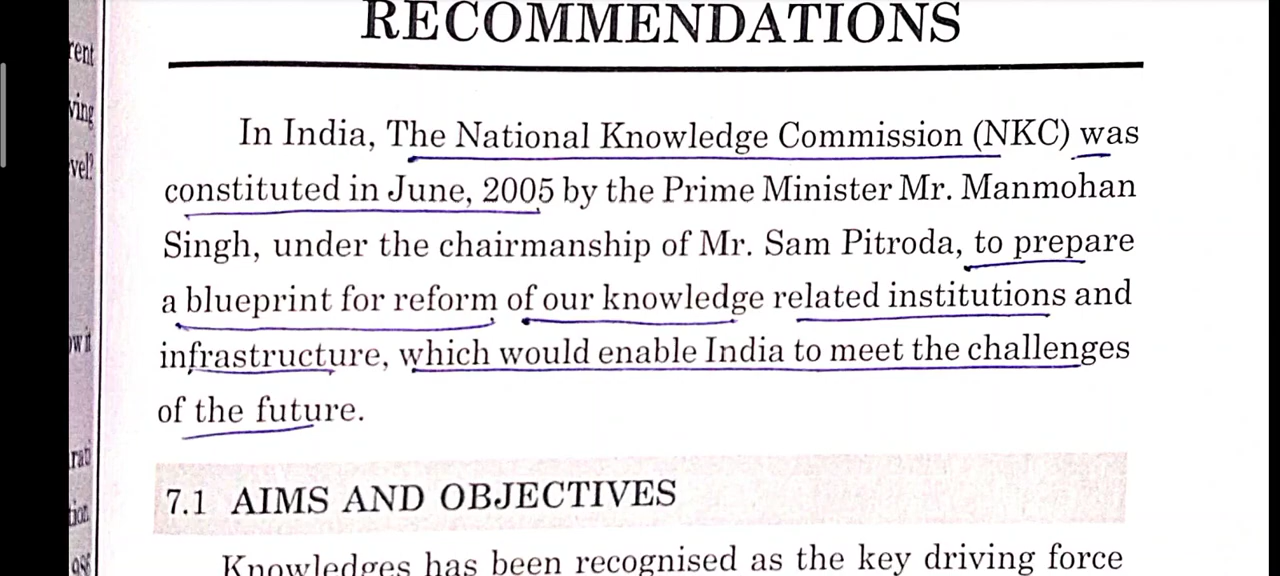 RECOMMENDATIONS
In India, The National Knowledge Commission (NKC) was
constituted in June, 2005 by the Prime Minister Mr. Manmohan
Singh, under the chairmanship of Mr. Sam Pitroda, to prepare
a blueprint for reform of our knowledge related institutions and
infrastructure, which would enable India to meet the challenges
of the future.
7.1 AIMS AND OBJECTIVES
Knowledges has been recognised as the key driving force